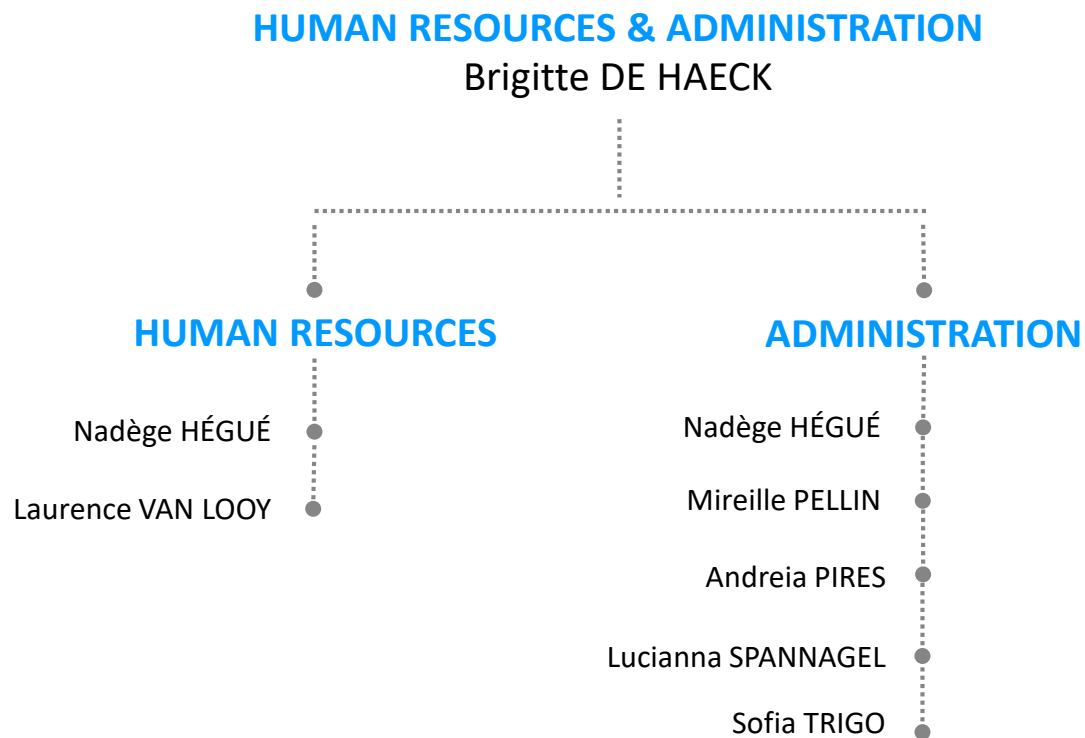 HUMAN RESOURCES & ADMINISTRATION
Brigitte DE HAECK
HUMAN RESOURCES
Nadège HÉGUÉ
Laurence VAN LOOY
ADMINISTRATION
Nadège HÉGUÉ
Mireille PELLIN
Andreia PIRES
Lucianna SPANNAGEL
Sofia TRIGO